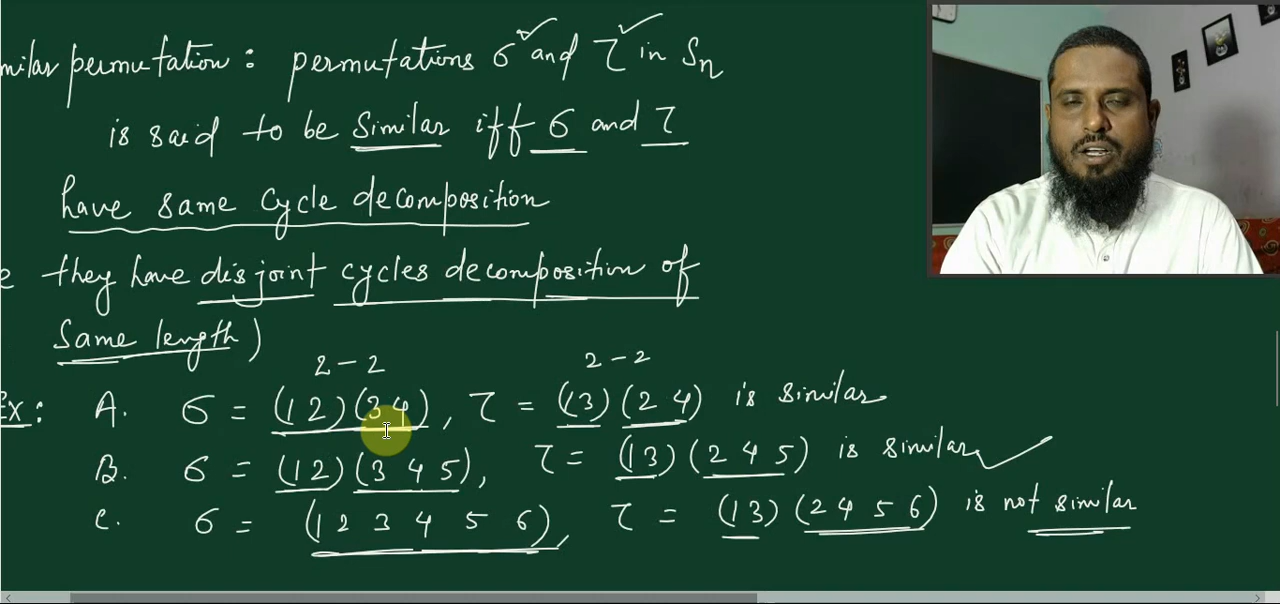 milar permutation: permutations σ and τ in Sn
is said to be Similar iff σ and τ
have same cycle decomposition
e they have disjoint cycles decomposition of
Same length)
2 - 2 2 - 2
Ex: A. σ = (1 2)(3 4), τ = (1 3)(2 4) is similar
B. σ = (1 2)(3 4 5), τ = (1 3)(2 4 5) is similar
C. σ = (1 2 3 4 5 6), τ = (1 3)(2 4 5 6) is not similar